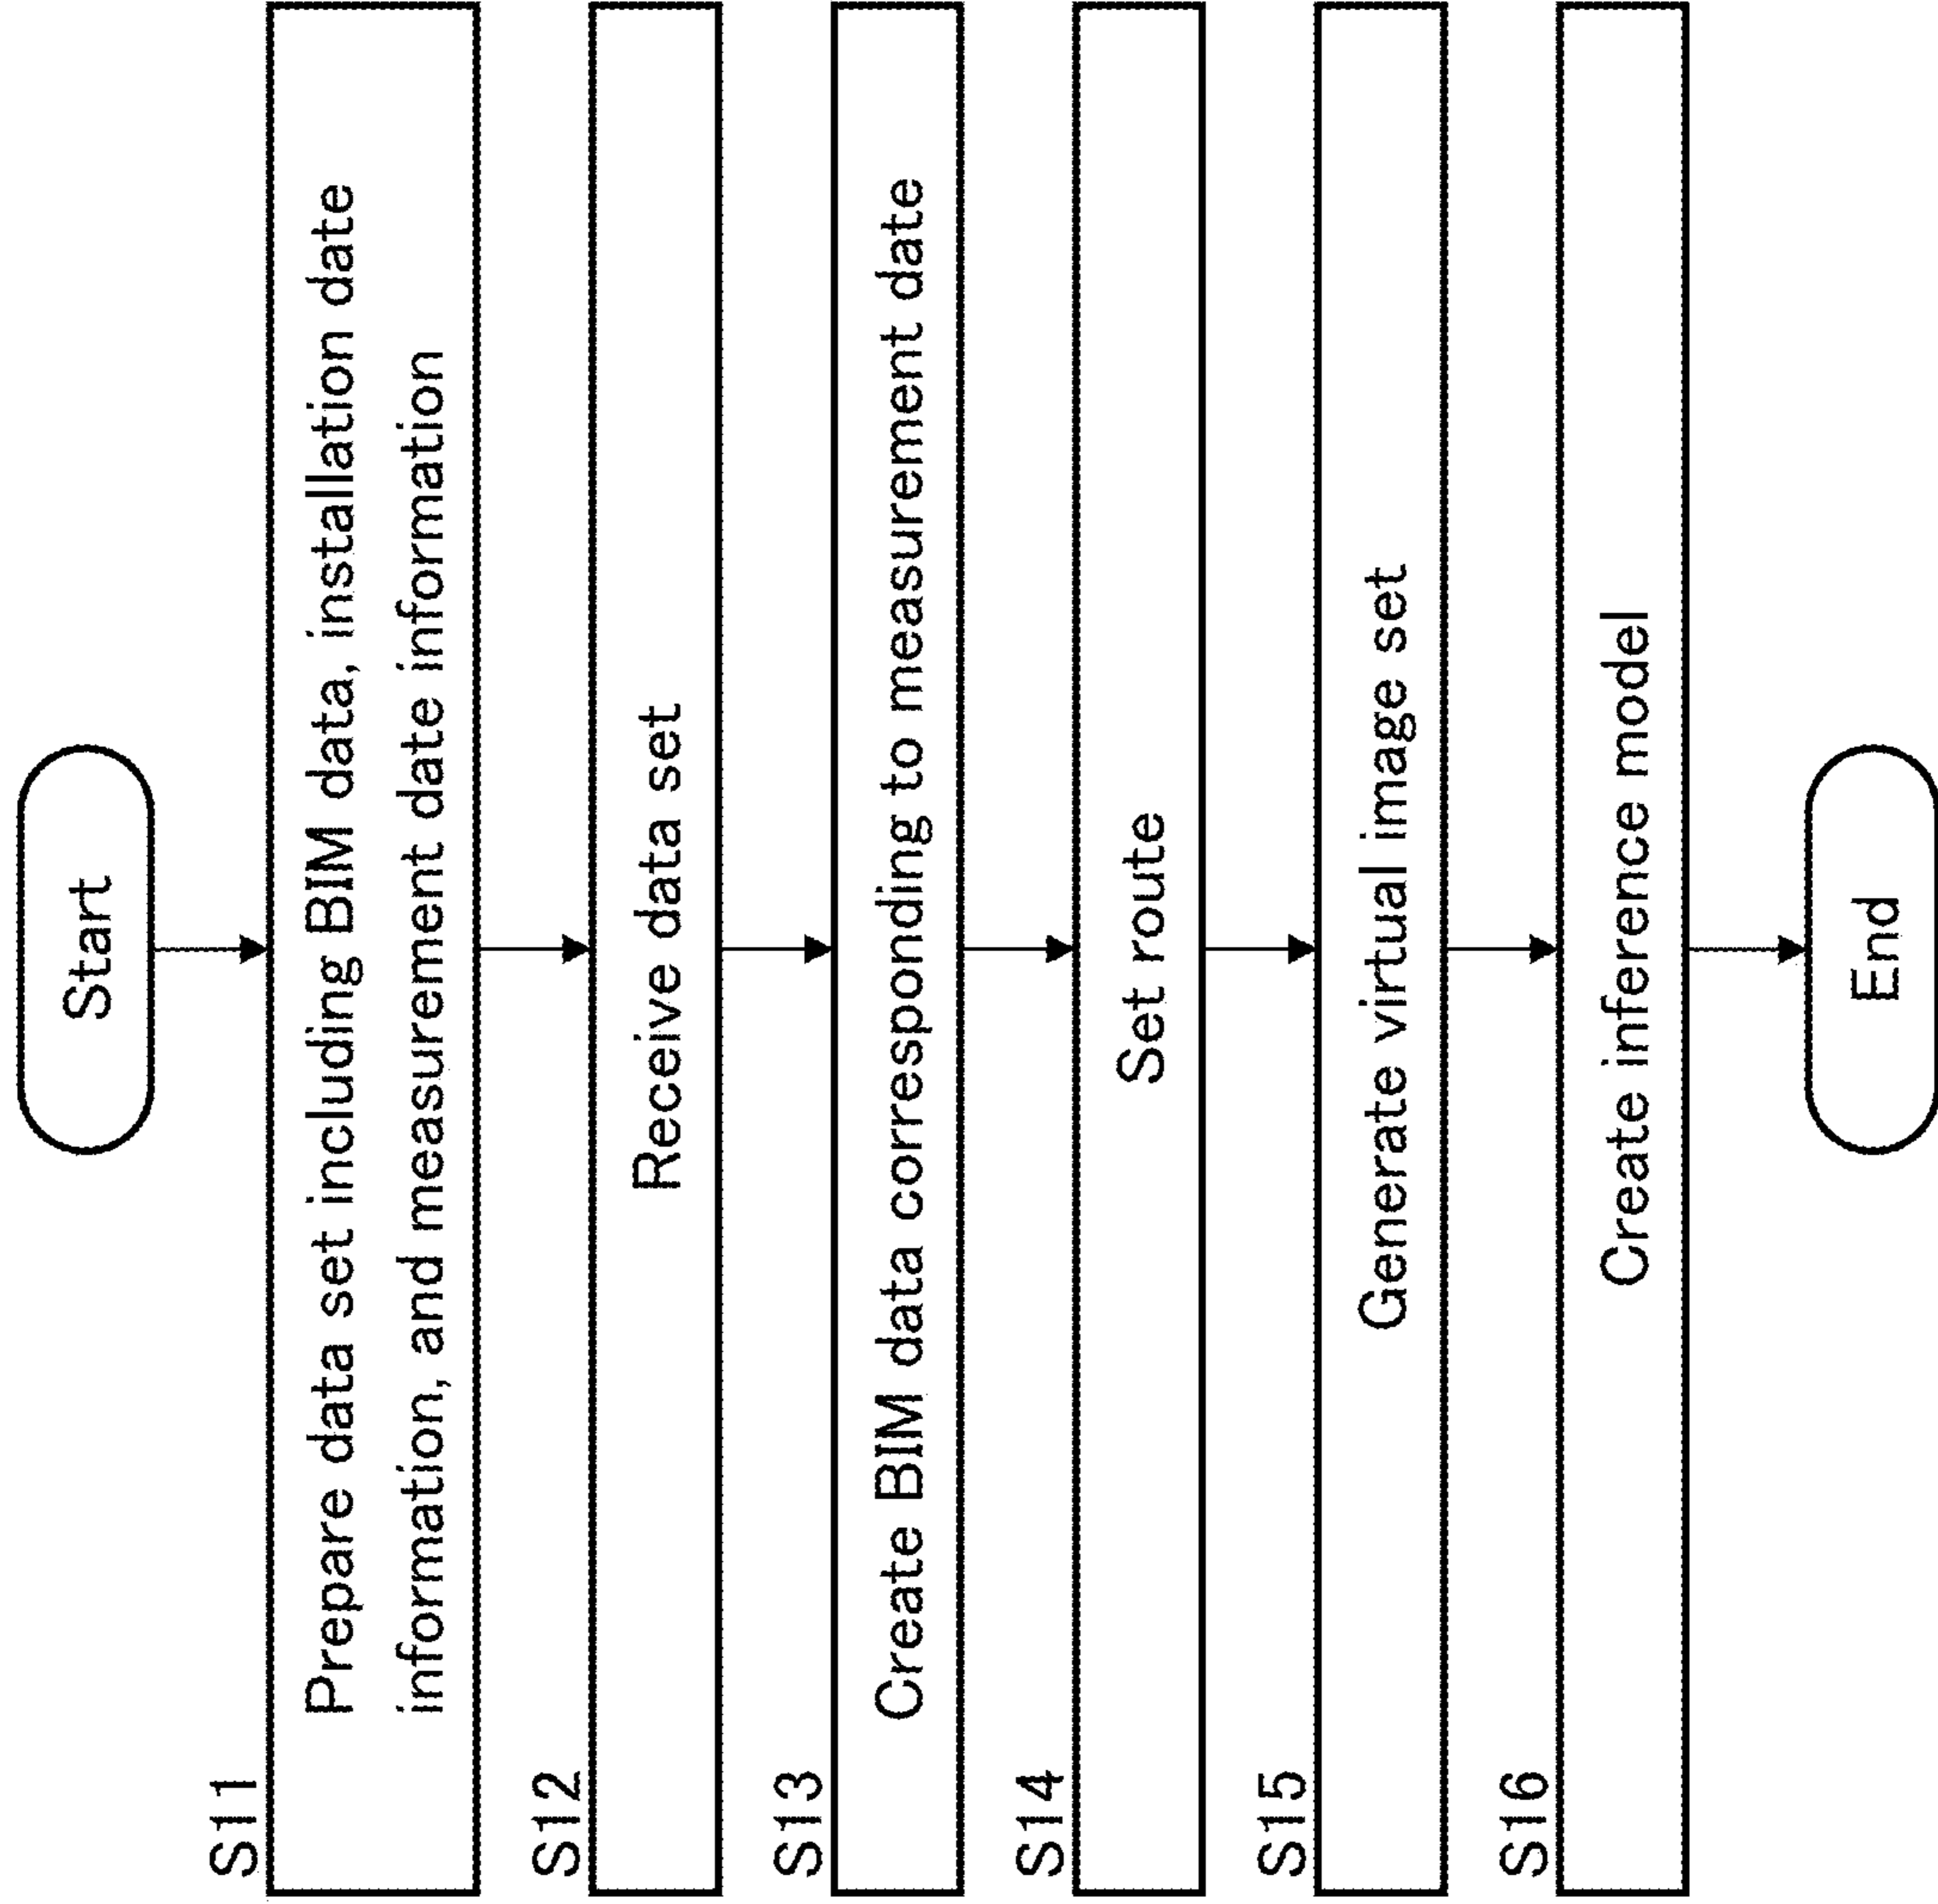 Start
S11
Prepare data set including BIM data, installation date
information, and measurement date information
S12
Receive data set
S13
Create BIM data corresponding to measurement date
S14
Set route
S15
Generate virtual image set
S16
Create inference model
End